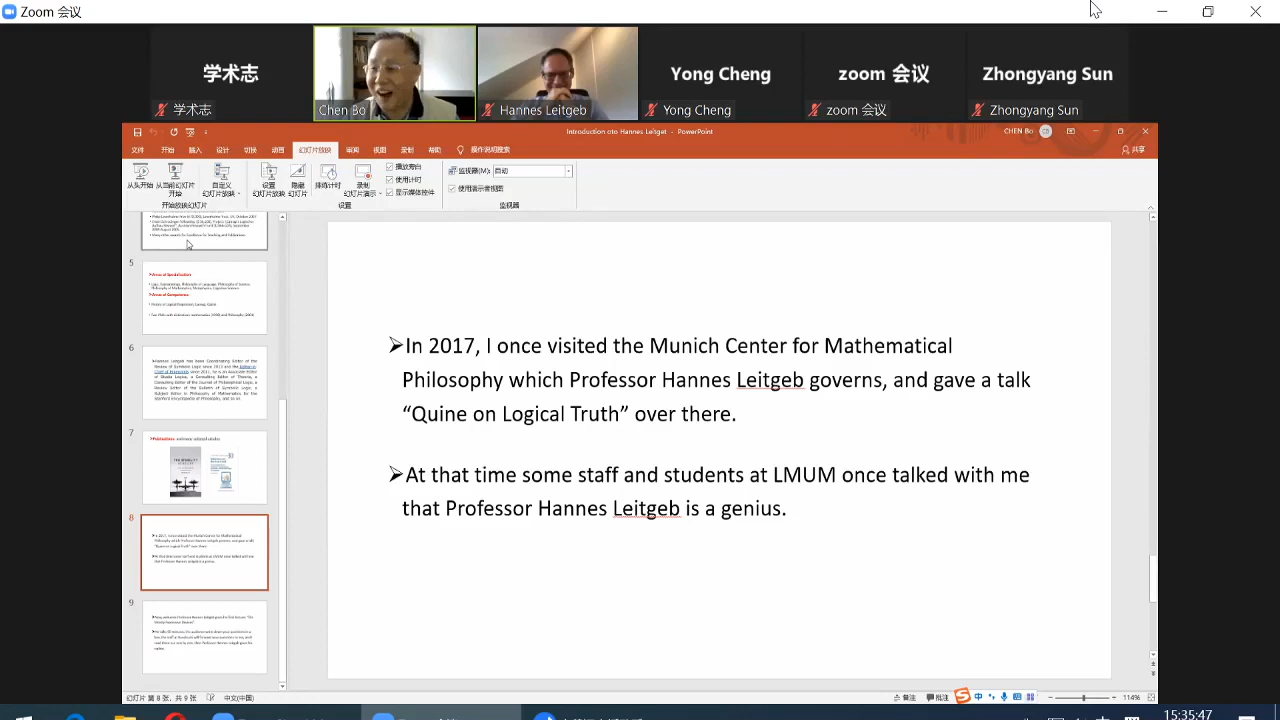 Zoom 会议
学术志
Yong Cheng
zoom 会议
Zhongyang Sun
学术志
Chen Bo
Hannes Leitgeb
Yong Cheng
zoom 会议
Zhongyang Sun
Introduction oto Hannes Leitget - PowerPoint
CHEN Bo
CB
文件 开始 插入 设计 切换 动画 幻灯片放映 审阅 视图 录制 帮助 操作说明搜索
共享
从头开始 从当前幻灯片开始 自定义幻灯片放映
设置幻灯片放映 隐藏幻灯片 排练计时 录制幻灯片演示
播放旁白
使用计时
显示媒体控件
监视器(M): 自动
使用演示者视图
开始放映幻灯片 设置 监视器
5
Areas of Specialisation:
Areas of Competence:
6
7
8
9
➢In 2017, I once visited the Munich Center for Mathematical
Philosophy which Professor Hannes Leitgeb governs, and gave a talk
“Quine on Logical Truth” over there.
➢At that time some staff and students at LMUM once talked with me
that Professor Hannes Leitgeb is a genius.
幻灯片 第 8 张，共 9 张 中文(中国)
备注 批注
中
114%
15:35:47